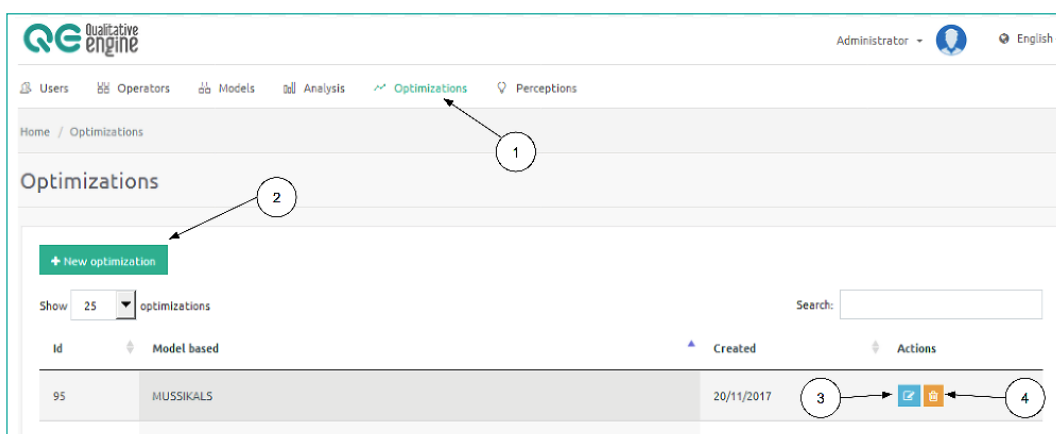 QE Qualitative engine
Administrator
English
Users Operators Models Analysis Optimizations Perceptions
Home / Optimizations
1
Optimizations
2
+ New optimization
Show 25 optimizations
Search:
Id Model based Created Actions
95 MUSSIKALS 20/11/2017
3
4